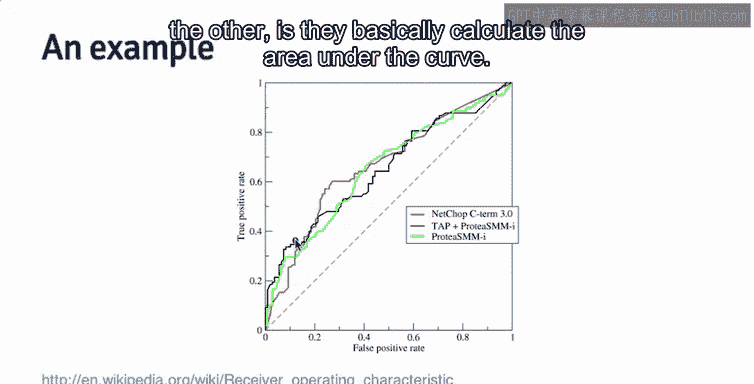 the other, is they basically calculate the
area under the curve.
An example
1
0.8
0.6
0.4
0.2
0
True positive rate
NetChop C-term 3.0
TAP + ProteaSMM-i
ProteaSMM-i
0
0.2
0.4
0.6
0.8
1
False positive rate
http://en.wikipedia.org/wiki/Receiver_operating_characteristic